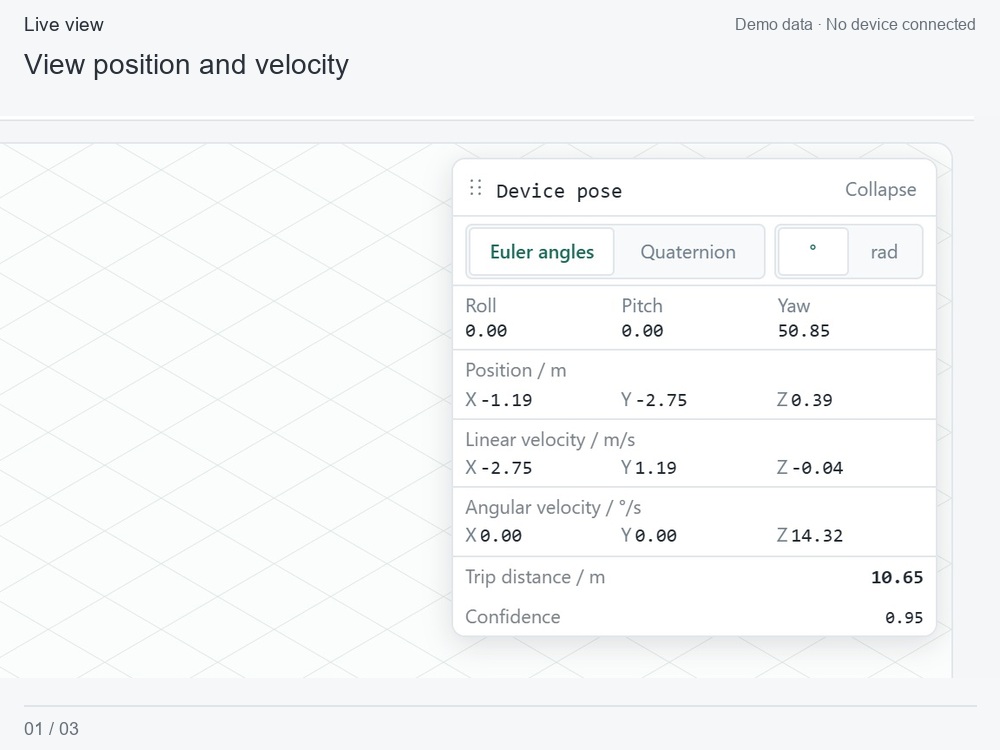 Live view
Demo data · No device connected
View position and velocity
Device pose
Collapse
Euler angles Quaternion ° rad
Roll Pitch Yaw
0.00 0.00 50.85
Position / m
X -1.19 Y -2.75 Z 0.39
Linear velocity / m/s
X -2.75 Y 1.19 Z -0.04
Angular velocity / °/s
X 0.00 Y 0.00 Z 14.32
Trip distance / m 10.65
Confidence 0.95
01 / 03